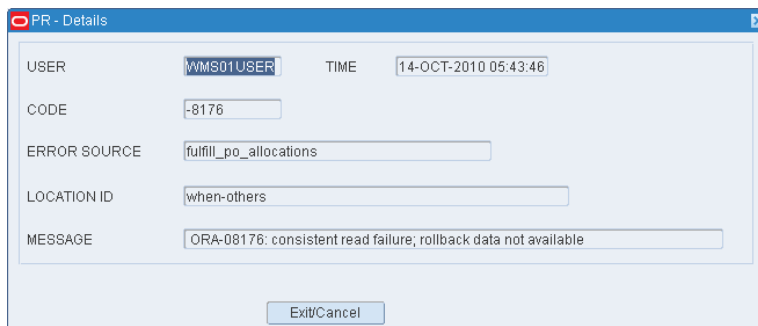 PR - Details
USER WMS01USER TIME 14-OCT-2010 05:43:46
CODE -8176
ERROR SOURCE fulfill_po_allocations
LOCATION ID when-others
MESSAGE ORA-08176: consistent read failure; rollback data not available
Exit/Cancel